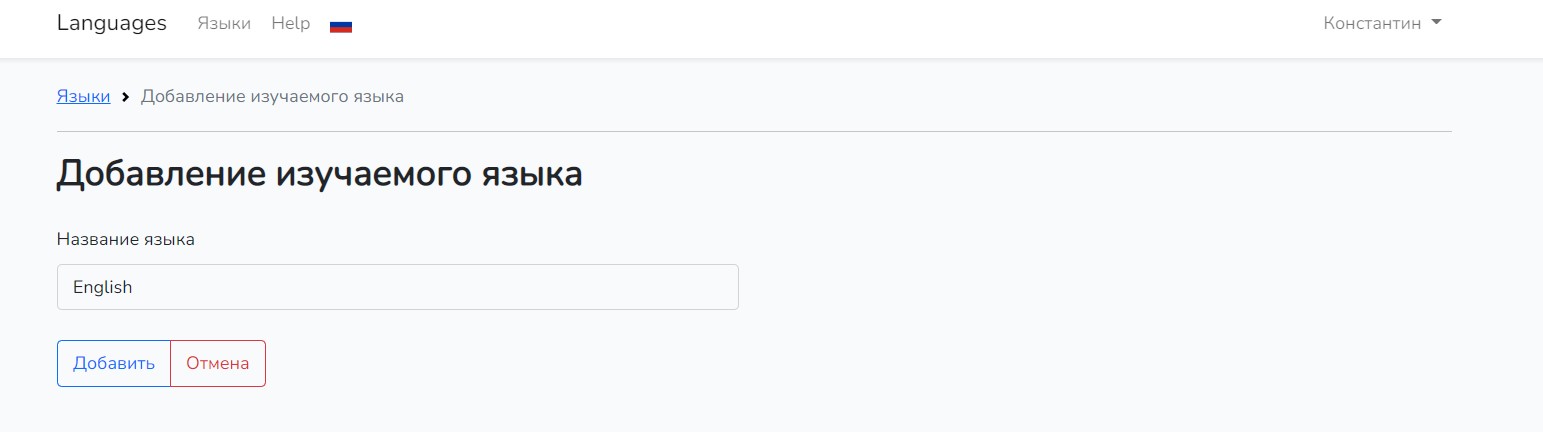 Languages Языки Help Константин
Языки Добавление изучаемого языка
Добавление изучаемого языка
Название языка
English
Добавить Отмена